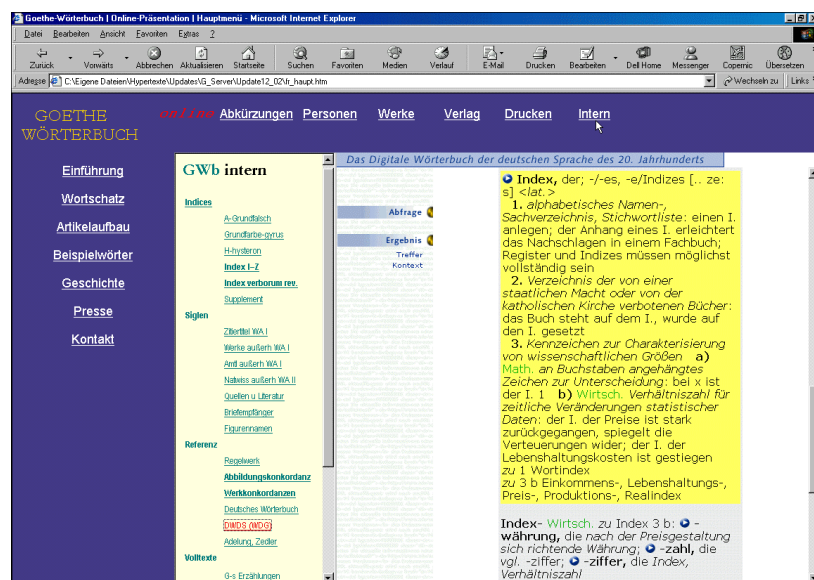 Goethe-Wörterbuch | Online-Präsentation | Hauptmenü - Microsoft Internet Explorer
Datei Bearbeiten Ansicht Favoriten Extras ?
Zurück Vorwärts Abbrechen Aktualisieren Startseite Suchen Favoriten Medien Verlauf E-Mail Drucken Bearbeiten Dell Home Messenger Copernic Übersetzen
Adresse C:\Eigene Dateien\Hypertexte\Updates\G_Server\Update12_02\fr_haupt.htm Wechseln zu Links
GOETHE
WÖRTERBUCH
online Abkürzungen Personen Werke Verlag Drucken Intern
Einführung
Wortschatz
Artikelaufbau
Beispielwörter
Geschichte
Presse
Kontakt
GWb intern
Indices
A-Grundfalsch
Grundfarbe-gyrus
H-hysteron
Index I-Z
Index verborum rev.
Supplement
Siglen
Zitiertitel WA I
Werke außerh WA I
Amtl außerh WA I
Natwiss außerh WA II
Quellen u Literatur
Briefempfänger
Figurennamen
Referenz
Regelwerk
Abbildungskonkordanz
Werkkonkordanzen
Deutsches Wörterbuch
DWDS (WDG)
Adelung, Zedler
Volltexte
G-s Erzählungen
Das Digitale Wörterbuch der deutschen Sprache des 20. Jahrhunderts
Abfrage
Ergebnis
Treffer
Kontext
Index, der; -/-es, -e/Indizes [.. ze:
s] <lat.>
1. alphabetisches Namen-,
Sachverzeichnis, Stichwortliste: einen I.
anlegen; der Anhang eines I. erleichtert
das Nachschlagen in einem Fachbuch;
Register und Indizes müssen möglichst
vollständig sein
2. Verzeichnis der von einer
staatlichen Macht oder von der
katholischen Kirche verbotenen Bücher:
das Buch steht auf dem I., wurde auf
den I. gesetzt
3. Kennzeichen zur Charakterisierung
von wissenschaftlichen Größen a)
Math. an Buchstaben angehängtes
Zeichen zur Unterscheidung: bei x ist
der I. 1 b) Wirtsch. Verhältniszahl für
zeitliche Veränderungen statistischer
Daten: der I. der Preise ist stark
zurückgegangen, spiegelt die
Verteuerungen wider; der I. der
Lebenshaltungskosten ist gestiegen
zu 1 Wortindex
zu 3 b Einkommens-, Lebenshaltungs-,
Preis-, Produktions-, Realindex
Index- Wirtsch. zu Index 3 b: -
währung, die nach der Preisgestaltung
sich richtende Währung; -zahl, die
vgl. -ziffer; -ziffer, die Index,
Verhältniszahl